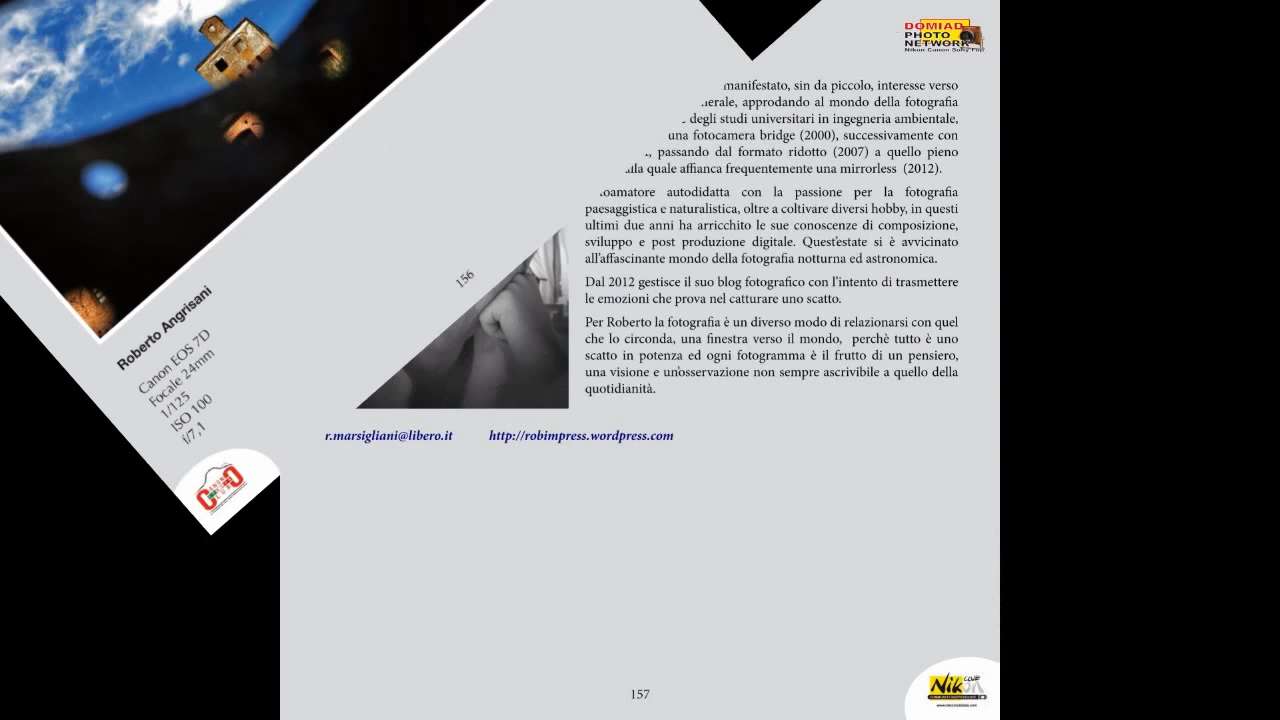 DOMIAD
PHOTO
NETWORK
Nikon Canon Sony Fuji
manifestato, sin da piccolo, interesse verso
approdando al mondo della fotografia
degli studi universitari in ingegneria ambientale,
una fotocamera bridge (2000), successivamente con
passando dal formato ridotto (2007) a quello pieno
quale affianca frequentemente una mirrorless (2012).
autodidatta con la passione per la fotografia
paesaggistica e naturalistica, oltre a coltivare diversi hobby, in questi
ultimi due anni ha arricchito le sue conoscenze di composizione,
sviluppo e post produzione digitale. Quest'estate si è avvicinato
all'affascinante mondo della fotografia notturna ed astronomica.
Dal 2012 gestisce il suo blog fotografico con l'intento di trasmettere
le emozioni che prova nel catturare uno scatto.
Per Roberto la fotografia è un diverso modo di relazionarsi con quel
che lo circonda, una finestra verso il mondo, perchè tutto è uno
scatto in potenza ed ogni fotogramma è il frutto di un pensiero,
una visione e un'osservazione non sempre ascrivibile a quello della
quotidianità.
r.marsigliani@libero.it http://robimpress.wordpress.com
156
Roberto Angrisani
Canon EOS 7D
Focale 24mm
1/125
ISO 100
f/7,1
157